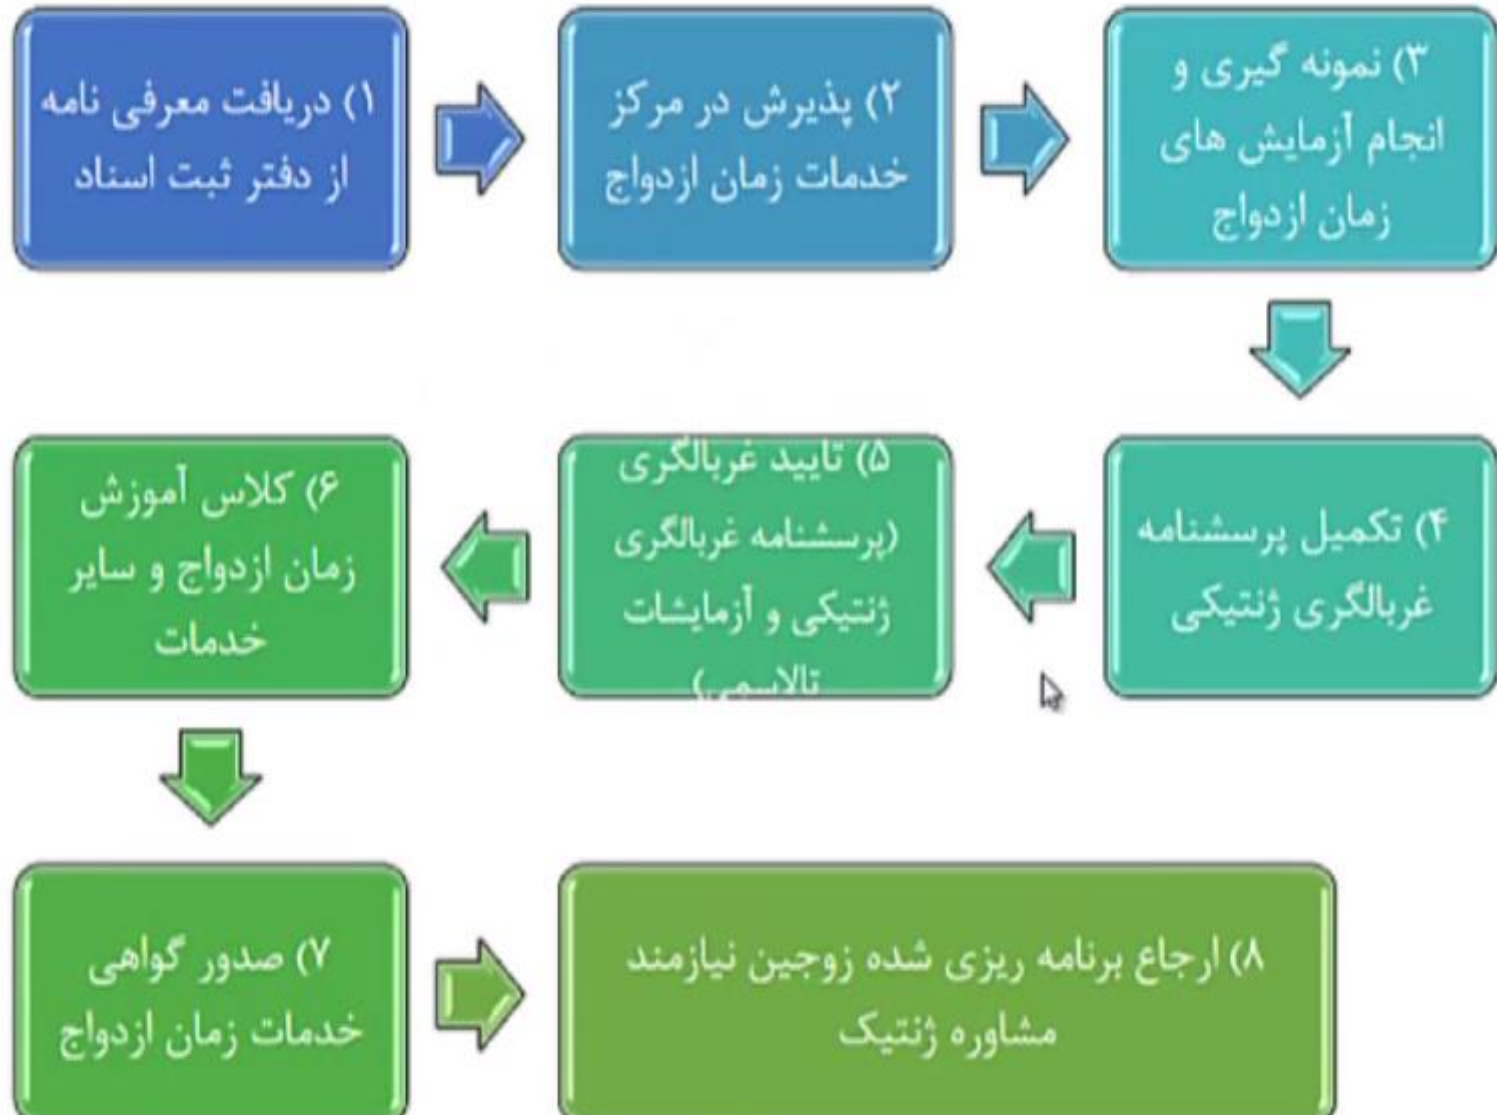 ۱) دریافت معرفی نامه
از دفتر ثبت اسناد
۲) پذیرش در مرکز
خدمات زمان ازدواج
۳) نمونه گیری و
انجام آزمایش های
زمان ازدواج
۴) تکمیل پرسشنامه
غربالگری ژنتیکی
۵) تایید غربالگری
(پرسشنامه غربالگری
ژنتیکی و آزمایشات
تالاسمی)
۶) کلاس آموزش
زمان ازدواج و سایر
خدمات
۷) صدور گواهی
خدمات زمان ازدواج
۸) ارجاع برنامه ریزی شده زوجین نیازمند
مشاوره ژنتیک